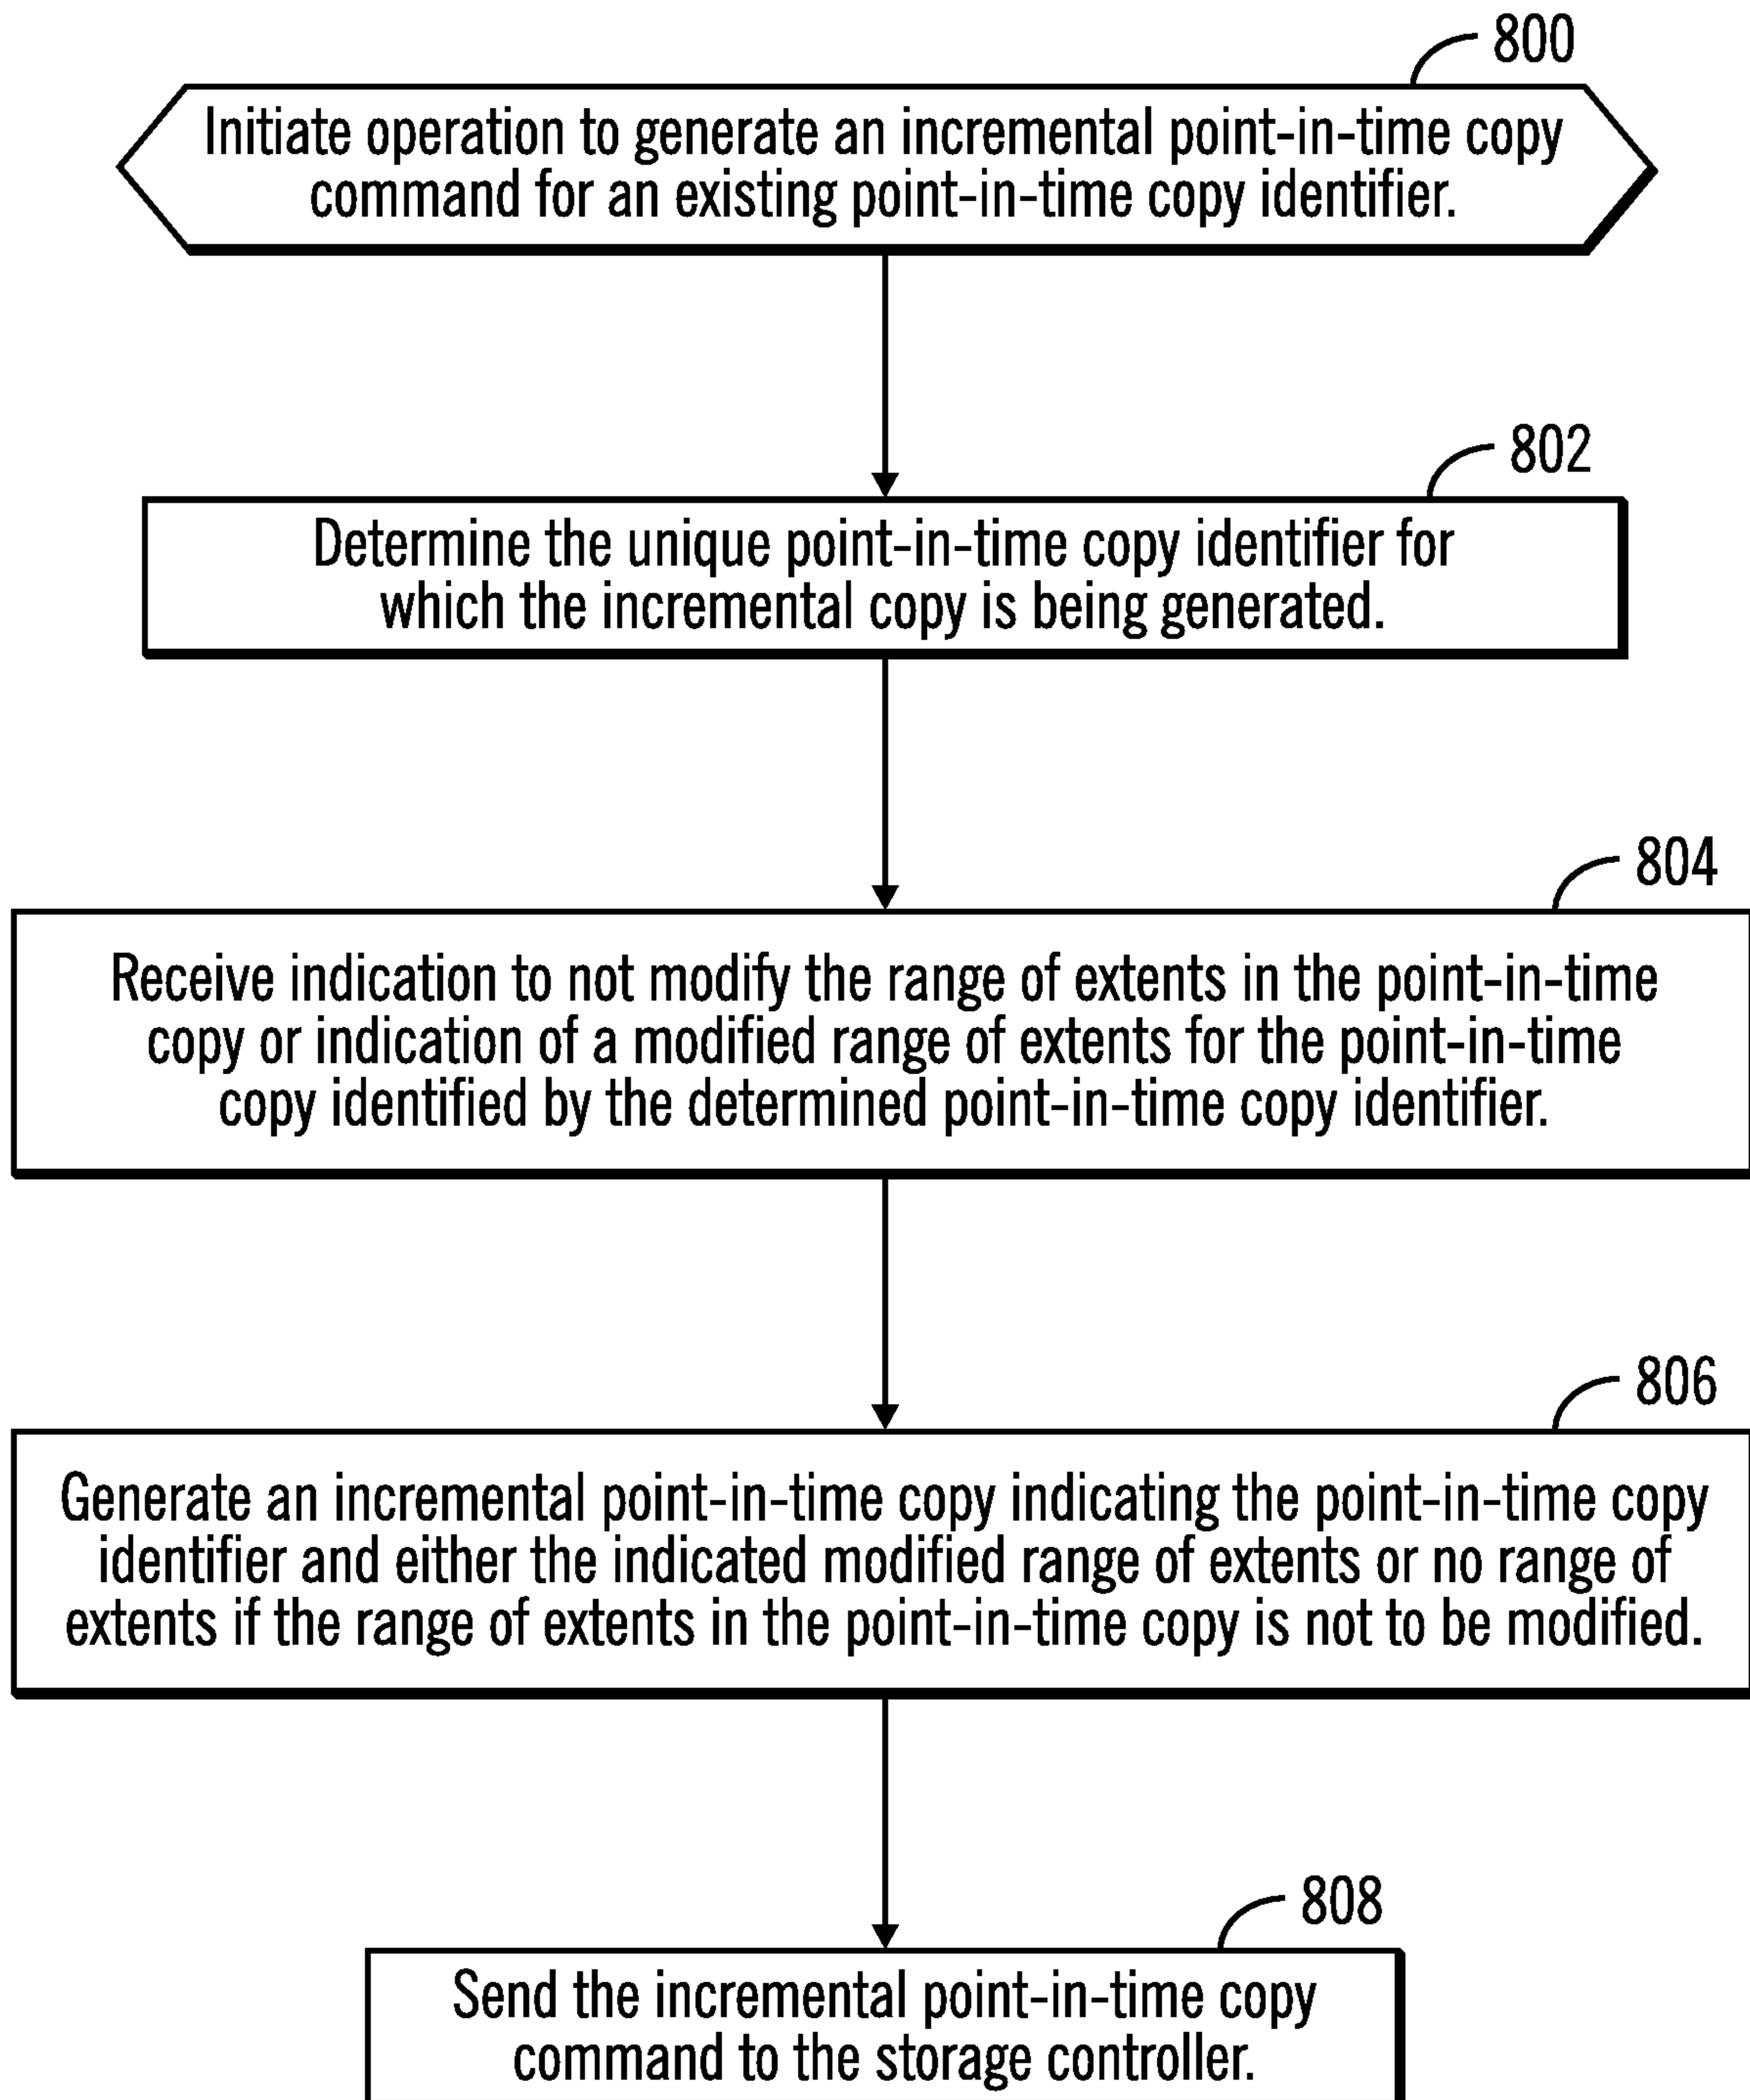 800
Initiate operation to generate an incremental point-in-time copy
command for an existing point-in-time copy identifier.
802
Determine the unique point-in-time copy identifier for
which the incremental copy is being generated.
804
Receive indication to not modify the range of extents in the point-in-time
copy or indication of a modified range of extents for the point-in-time
copy identified by the determined point-in-time copy identifier.
806
Generate an incremental point-in-time copy indicating the point-in-time copy
identifier and either the indicated modified range of extents or no range of
extents if the range of extents in the point-in-time copy is not to be modified.
808
Send the incremental point-in-time copy
command to the storage controller.